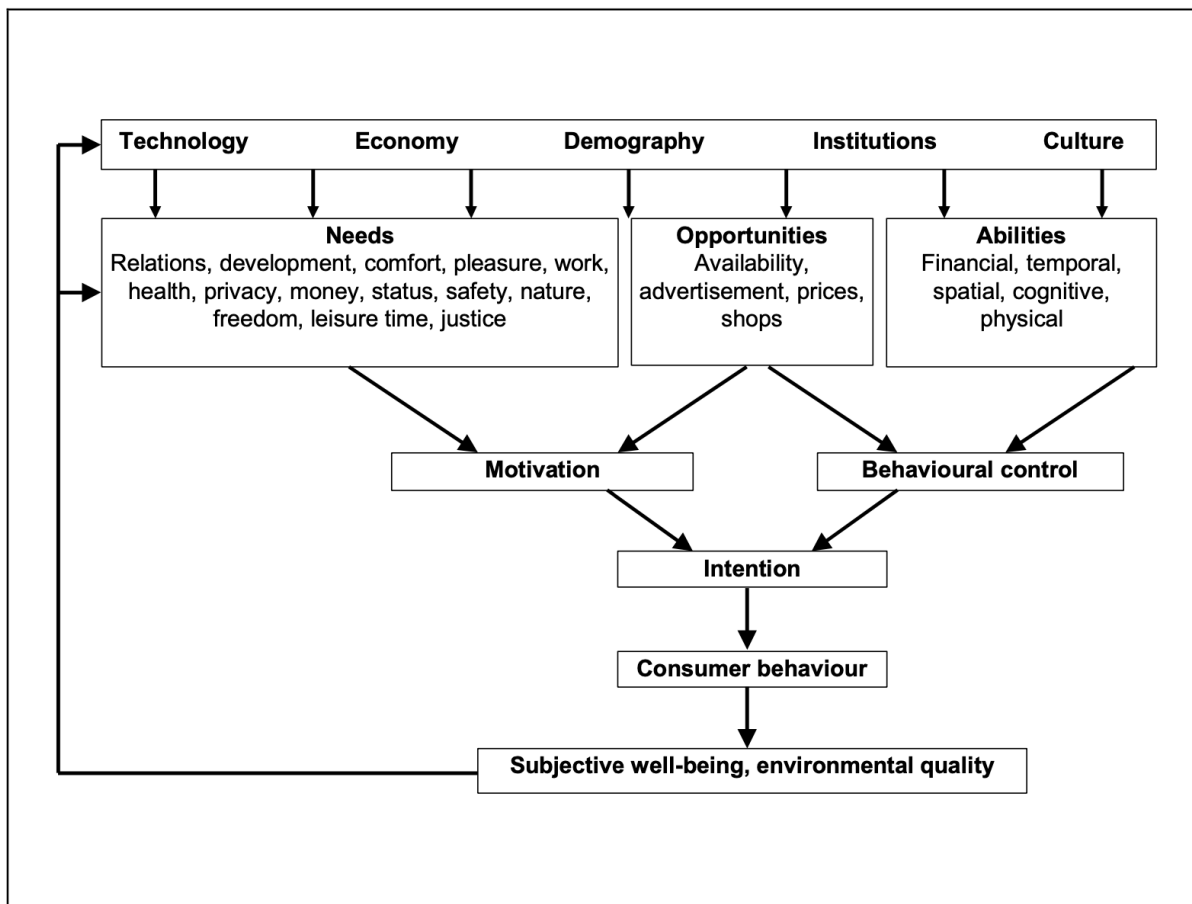 Technology Economy Demography Institutions Culture
Needs
Relations, development, comfort, pleasure, work,
health, privacy, money, status, safety, nature,
freedom, leisure time, justice
Opportunities
Availability,
advertisement, prices,
shops
Abilities
Financial, temporal,
spatial, cognitive,
physical
Motivation
Behavioural control
Intention
Consumer behaviour
Subjective well-being, environmental quality